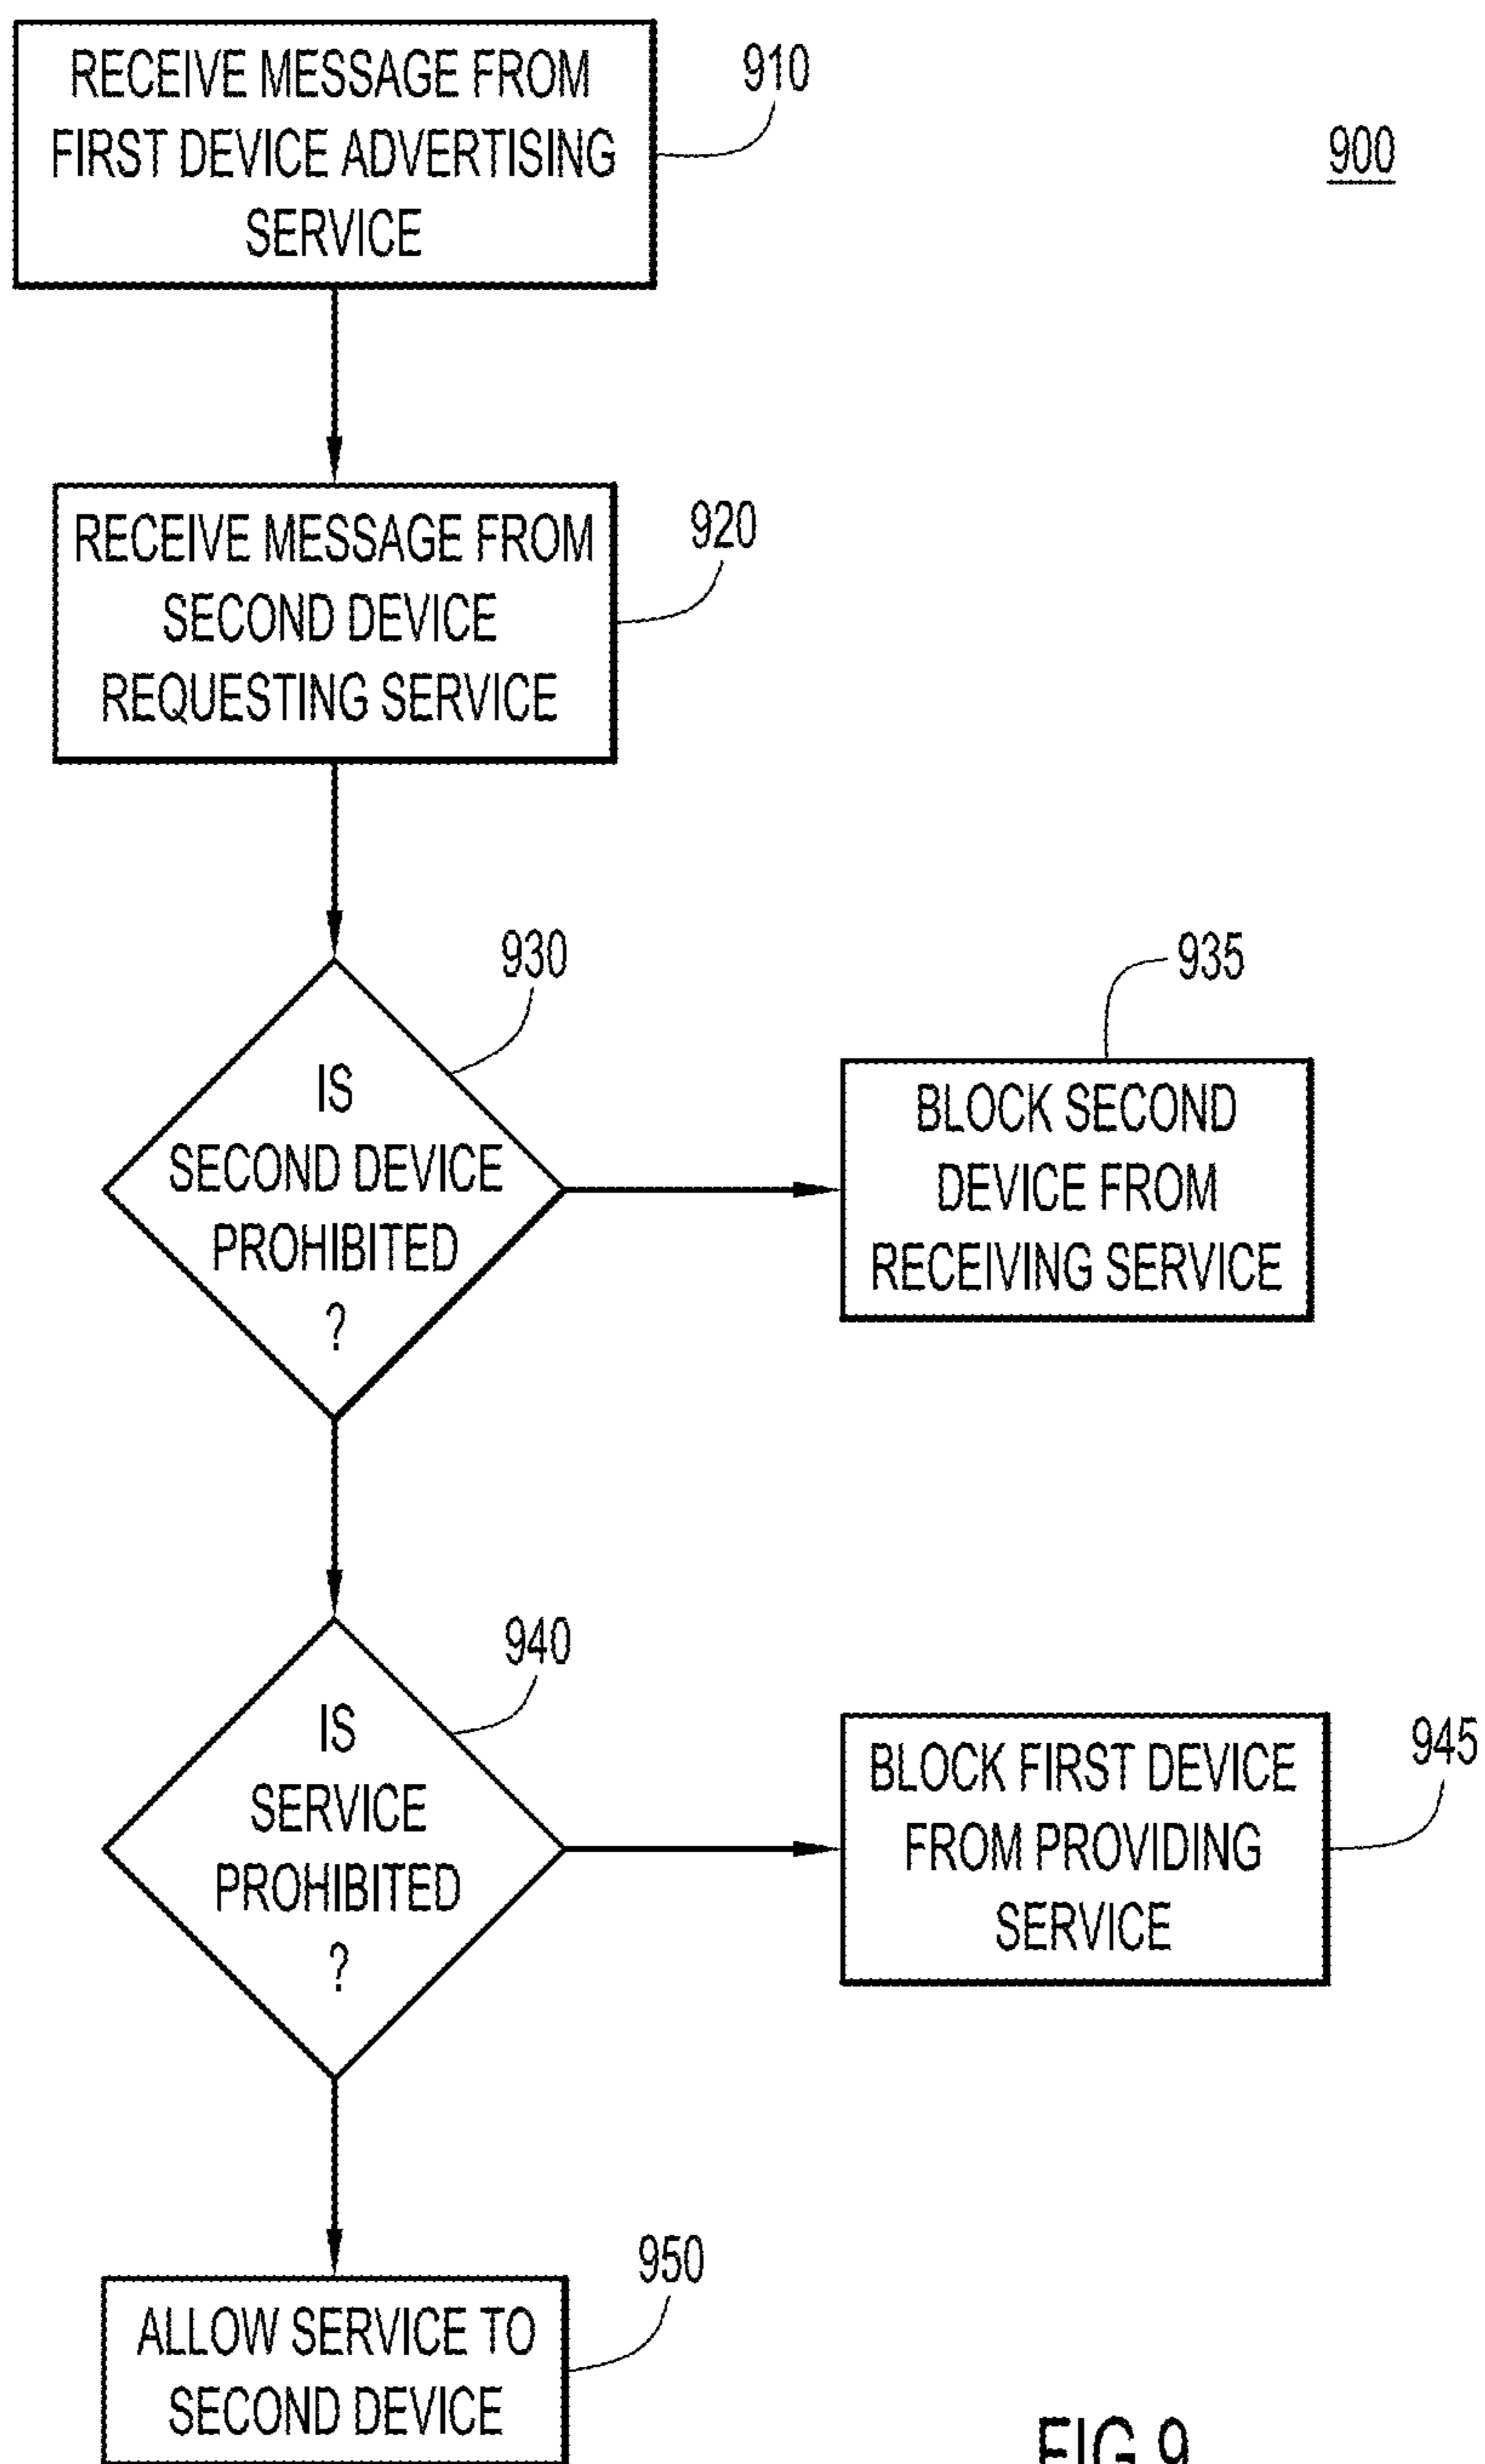 RECEIVE MESSAGE FROM
FIRST DEVICE ADVERTISING
SERVICE
910
900
RECEIVE MESSAGE FROM
SECOND DEVICE
REQUESTING SERVICE
920
930
IS
SECOND DEVICE
PROHIBITED
?
935
BLOCK SECOND
DEVICE FROM
RECEIVING SERVICE
940
IS
SERVICE
PROHIBITED
?
BLOCK FIRST DEVICE
FROM PROVIDING
SERVICE
945
950
ALLOW SERVICE TO
SECOND DEVICE
FIG.9